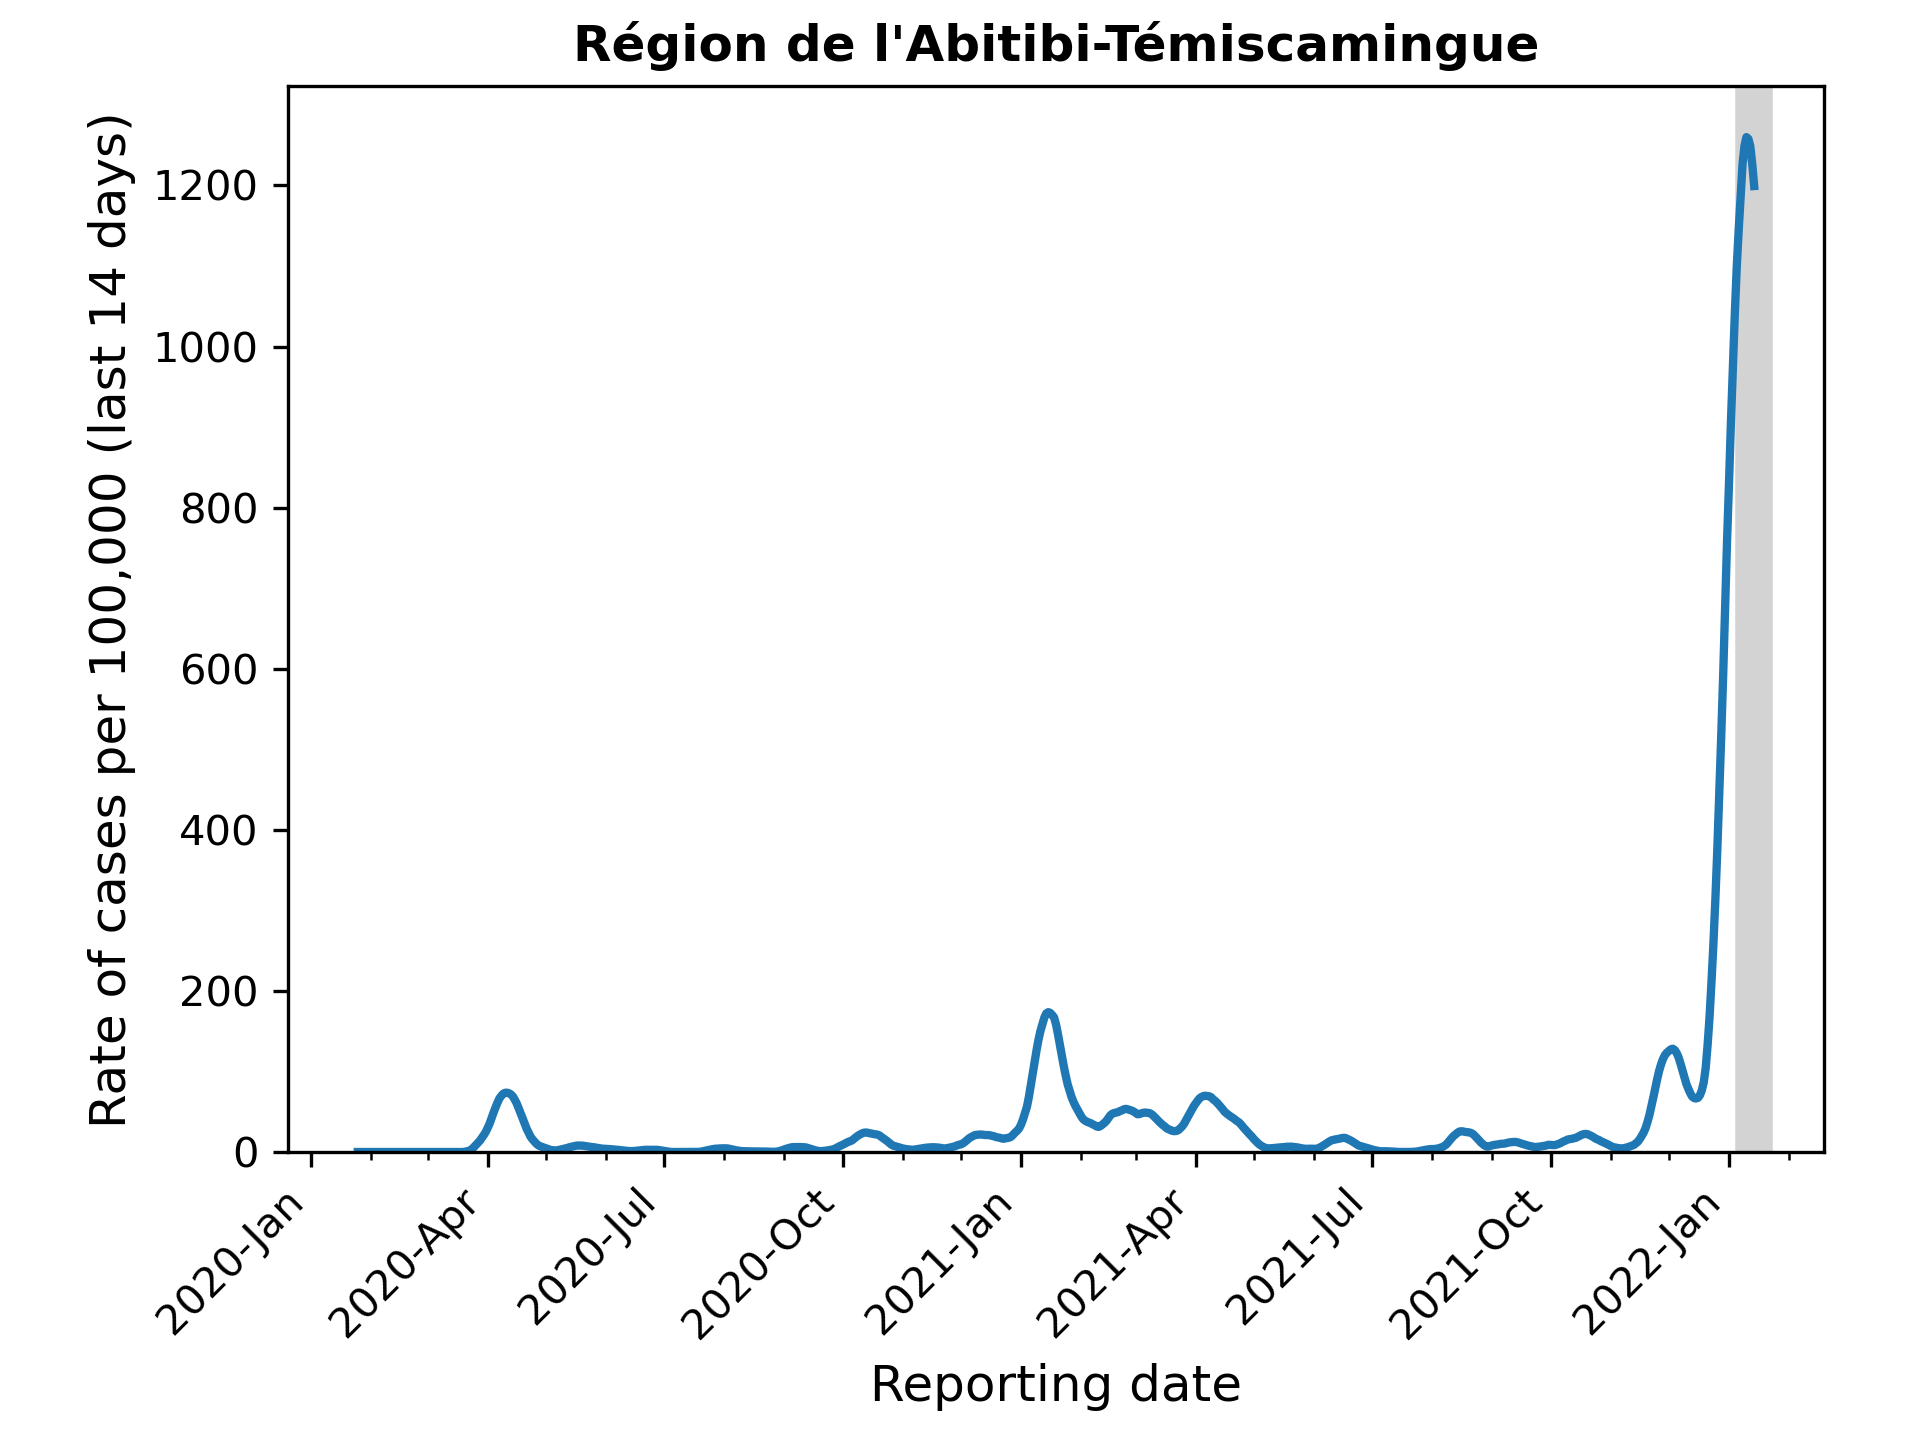 Région de l'Abitibi-Témiscamingue
Rate of cases per 100,000 (last 14 days)
1200
1000
800
600
400
200
0
2020-Jan
2020-Apr
2020-Jul
2020-Oct
2021-Jan
2021-Apr
2021-Jul
2021-Oct
2022-Jan
Reporting date